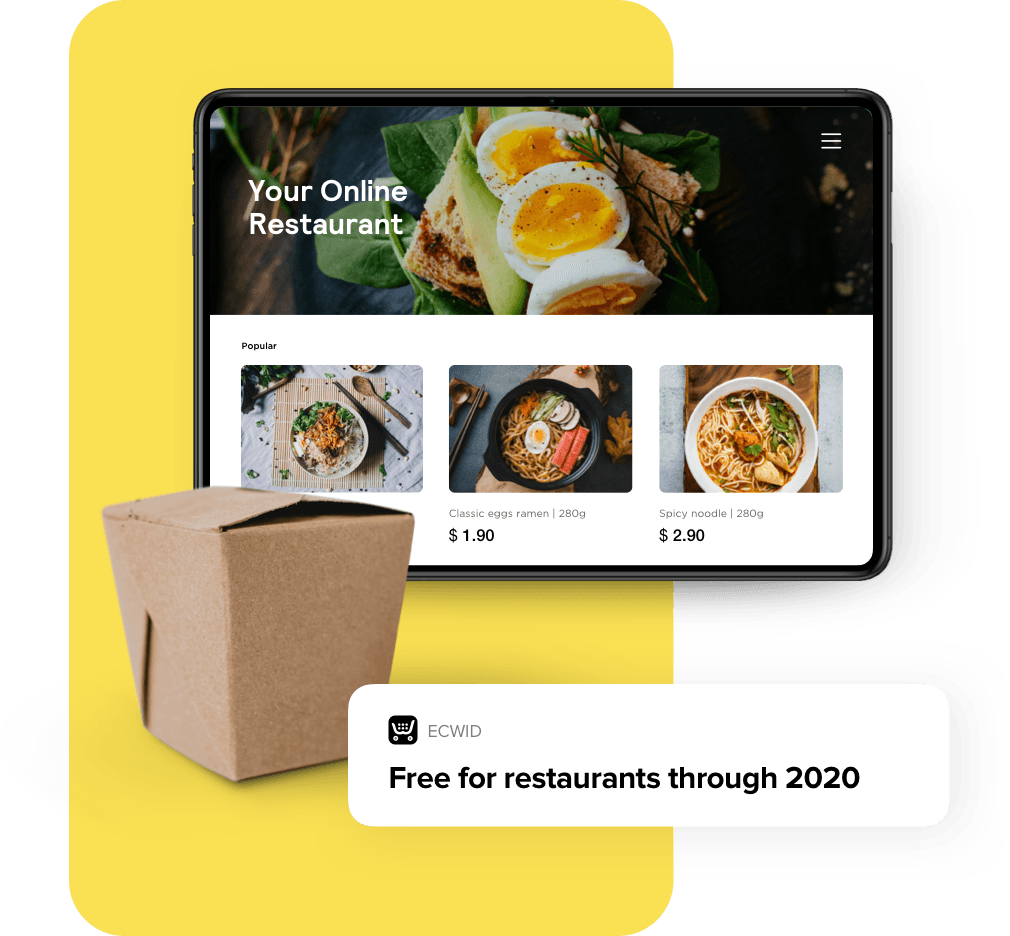 Your Online
Restaurant
Popular
Classic eggs ramen | 280g
$ 1.90
Spicy noodle | 280g
$ 2.90
ECWID
Free for restaurants through 2020